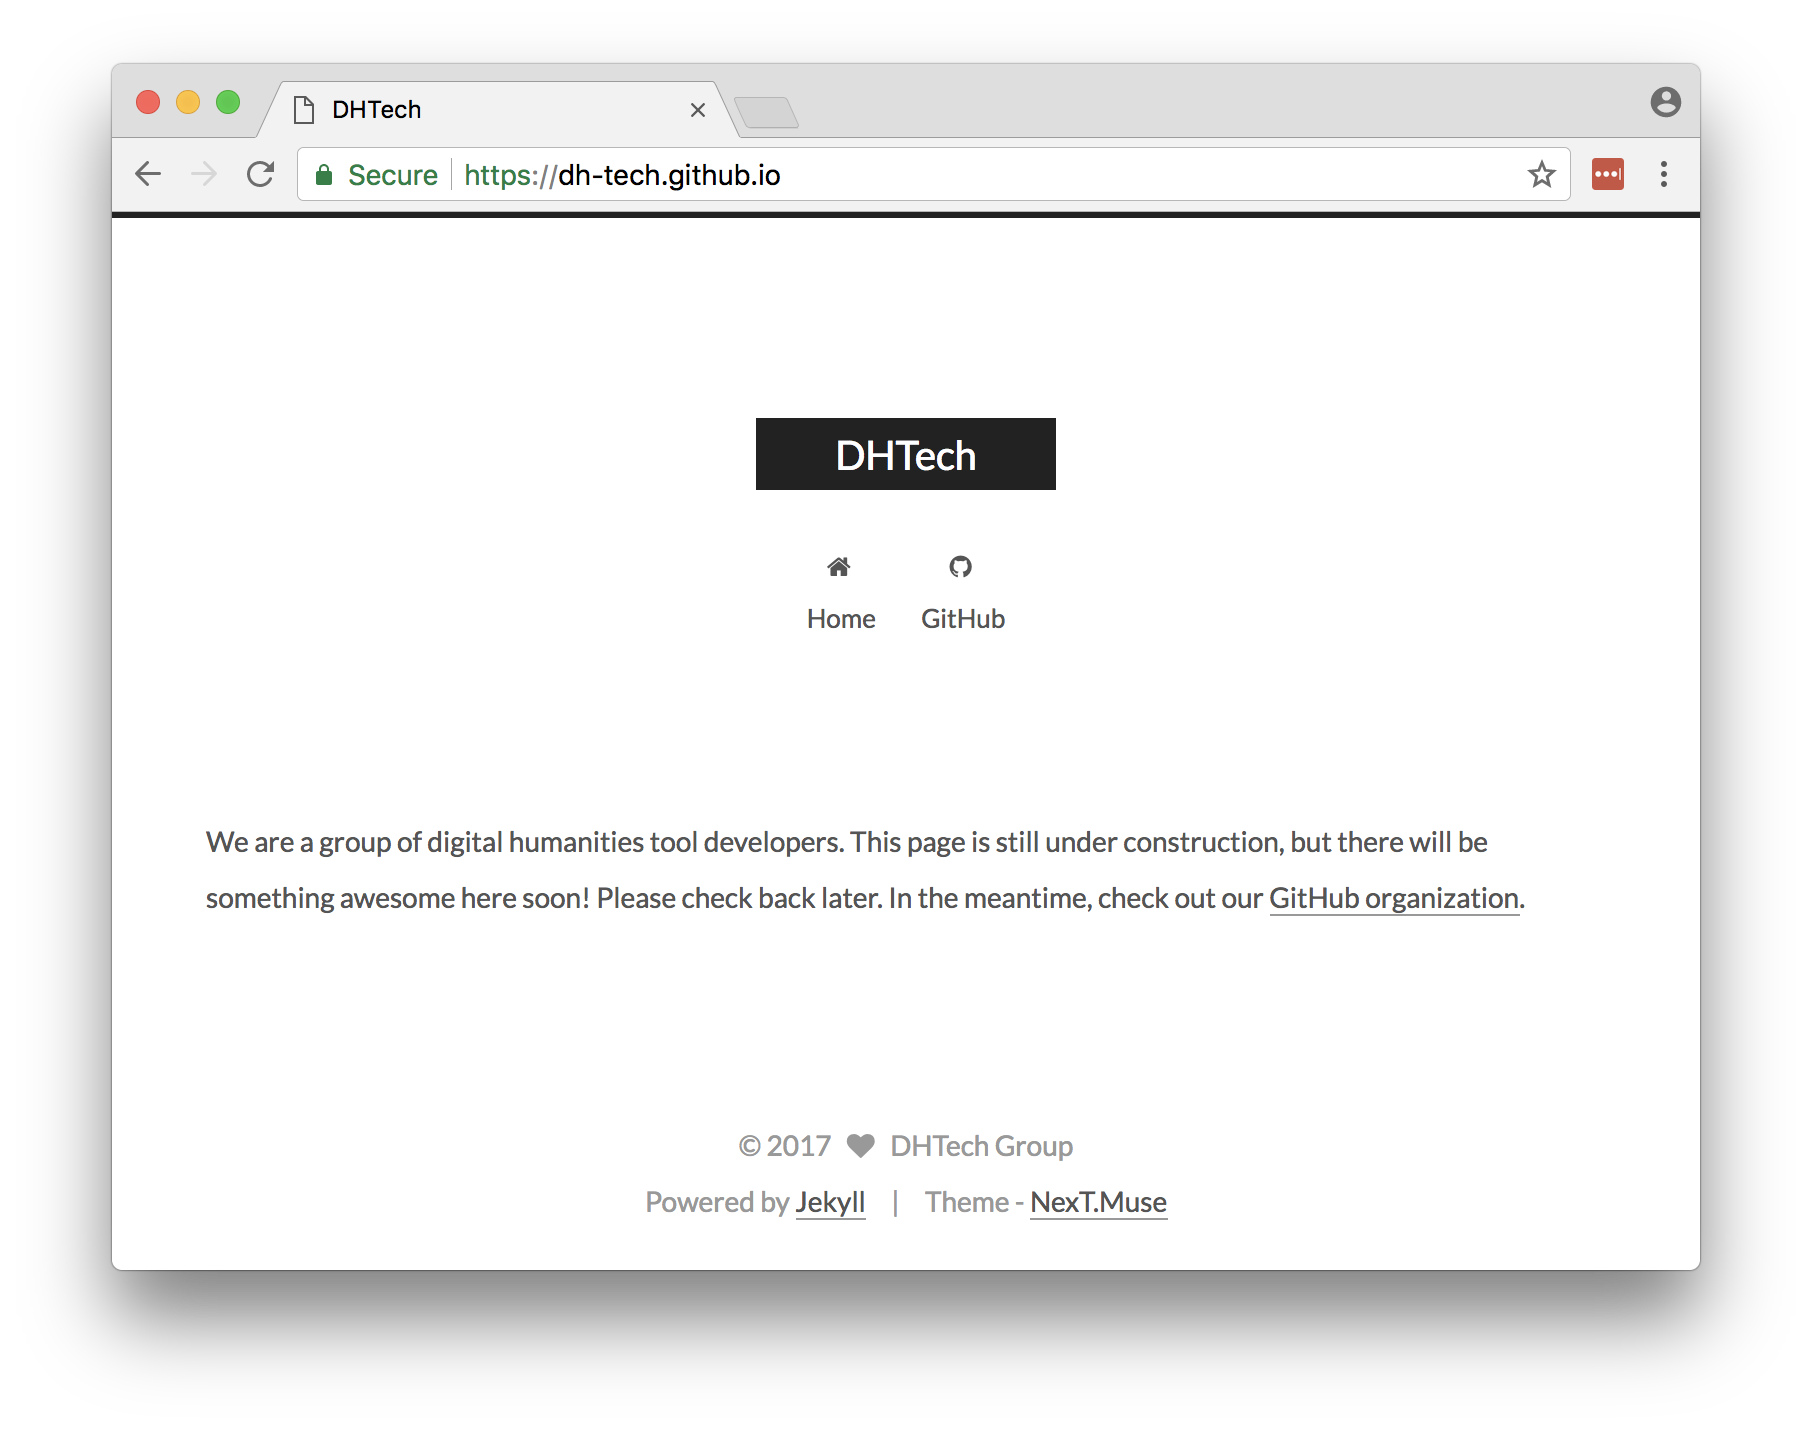 DHTech
Secure https://dh-tech.github.io
DHTech
Home GitHub
We are a group of digital humanities tool developers. This page is still under construction, but there will be
something awesome here soon! Please check back later. In the meantime, check out our GitHub organization.
© 2017 DHTech Group
Powered by Jekyll | Theme - NexT.Muse